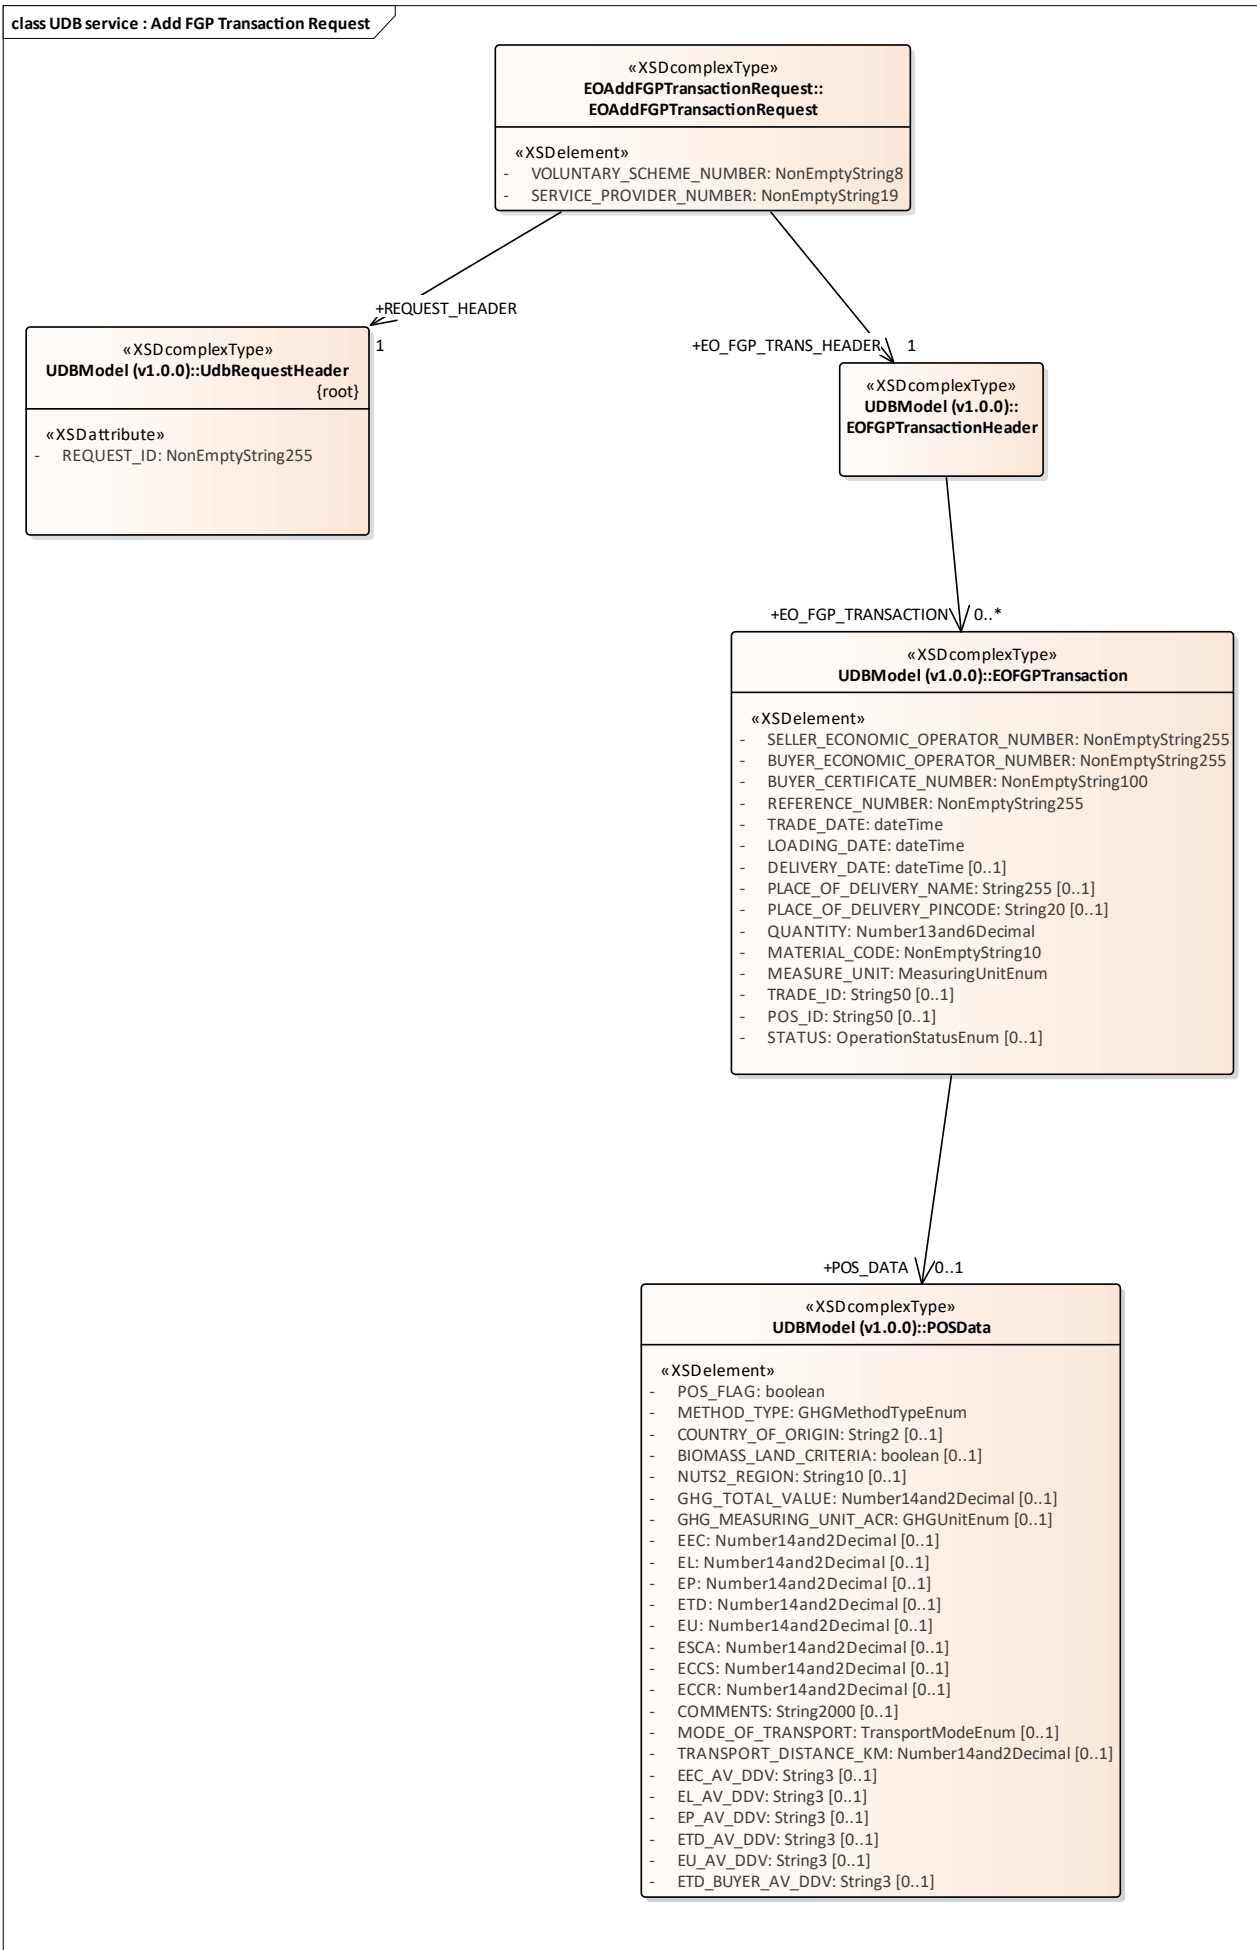 class UDB service : Add FGP Transaction Request
«XSDcomplexType»
EOAddFGPTransactionRequest::
EOAddFGPTransactionRequest
«XSDelement»
- VOLUNTARY_SCHEME_NUMBER: NonEmptyString8
- SERVICE_PROVIDER_NUMBER: NonEmptyString19
+REQUEST_HEADER
1
«XSDcomplexType»
UDBModel (v1.0.0)::UdbRequestHeader
{root}
«XSDattribute»
- REQUEST_ID: NonEmptyString255
+EO_FGP_TRANS_HEADER 1
«XSDcomplexType»
UDBModel (v1.0.0)::
EOFGPTransactionHeader
+EO_FGP_TRANSACTION 0..*
«XSDcomplexType»
UDBModel (v1.0.0)::EOFGPTransaction
«XSDelement»
- SELLER_ECONOMIC_OPERATOR_NUMBER: NonEmptyString255
- BUYER_ECONOMIC_OPERATOR_NUMBER: NonEmptyString255
- BUYER_CERTIFICATE_NUMBER: NonEmptyString100
- REFERENCE_NUMBER: NonEmptyString255
- TRADE_DATE: dateTime
- LOADING_DATE: dateTime
- DELIVERY_DATE: dateTime [0..1]
- PLACE_OF_DELIVERY_NAME: String255 [0..1]
- PLACE_OF_DELIVERY_PINCODE: String20 [0..1]
- QUANTITY: Number13and6Decimal
- MATERIAL_CODE: NonEmptyString10
- MEASURE_UNIT: MeasuringUnitEnum
- TRADE_ID: String50 [0..1]
- POS_ID: String50 [0..1]
- STATUS: OperationStatusEnum [0..1]
+POS_DATA 0..1
«XSDcomplexType»
UDBModel (v1.0.0)::POSData
«XSDelement»
- POS_FLAG: boolean
- METHOD_TYPE: GHGMethodTypeEnum
- COUNTRY_OF_ORIGIN: String2 [0..1]
- BIOMASS_LAND_CRITERIA: boolean [0..1]
- NUTS2_REGION: String10 [0..1]
- GHG_TOTAL_VALUE: Number14and2Decimal [0..1]
- GHG_MEASURING_UNIT_ACR: GHGUnitEnum [0..1]
- EEC: Number14and2Decimal [0..1]
- EL: Number14and2Decimal [0..1]
- EP: Number14and2Decimal [0..1]
- ETD: Number14and2Decimal [0..1]
- EU: Number14and2Decimal [0..1]
- ESCA: Number14and2Decimal [0..1]
- ECCS: Number14and2Decimal [0..1]
- ECCR: Number14and2Decimal [0..1]
- COMMENTS: String2000 [0..1]
- MODE_OF_TRANSPORT: TransportModeEnum [0..1]
- TRANSPORT_DISTANCE_KM: Number14and2Decimal [0..1]
- EEC_AV_DDV: String3 [0..1]
- EL_AV_DDV: String3 [0..1]
- EP_AV_DDV: String3 [0..1]
- ETD_AV_DDV: String3 [0..1]
- EU_AV_DDV: String3 [0..1]
- ETD_BUYER_AV_DDV: String3 [0..1]